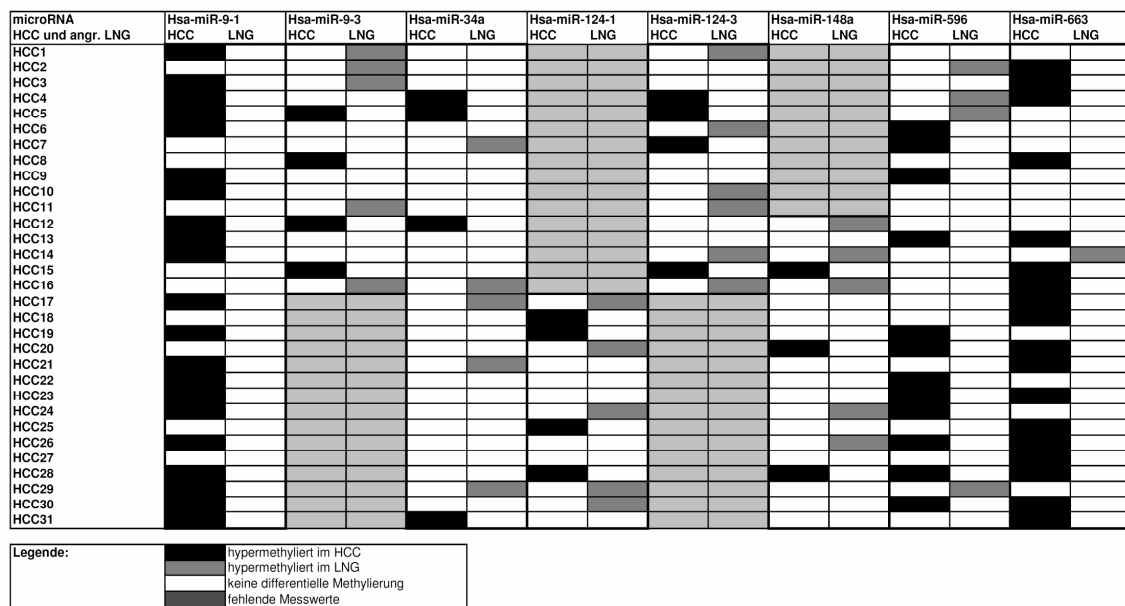 microRNA Hsa-miR-9-1 Hsa-miR-9-3 Hsa-miR-34a Hsa-miR-124-1 Hsa-miR-124-3 Hsa-miR-148a Hsa-miR-596 Hsa-miR-663
HCC und angr. LNG HCC LNG HCC LNG HCC LNG HCC LNG HCC LNG HCC LNG HCC LNG HCC LNG
HCC1
HCC2
HCC3
HCC4
HCC5
HCC6
HCC7
HCC8
HCC9
HCC10
HCC11
HCC12
HCC13
HCC14
HCC15
HCC16
HCC17
HCC18
HCC19
HCC20
HCC21
HCC22
HCC23
HCC24
HCC25
HCC26
HCC27
HCC28
HCC29
HCC30
HCC31
Legende: hypermethyliert im HCC
hypermethyliert im LNG
keine differentielle Methylierung
fehlende Messwerte